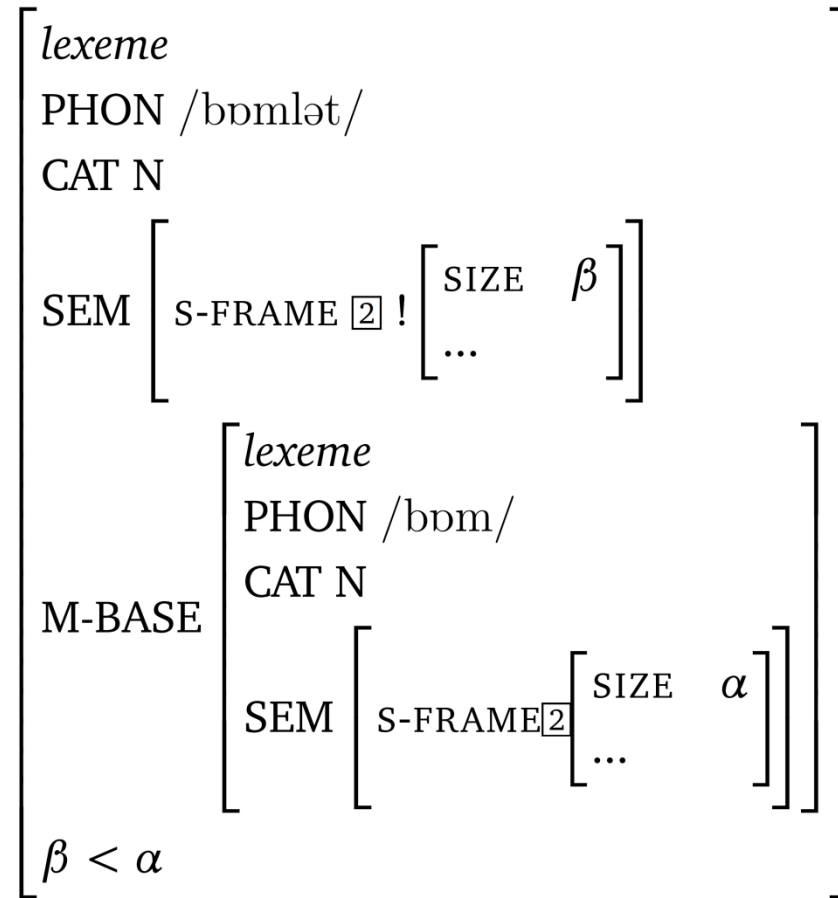 lexeme
PHON /bɒmlət/
CAT N
SEM [S-FRAME [2] ! [SIZE β
...]]
M-BASE [lexeme
PHON /bɒm/
CAT N
SEM [S-FRAME [2] [SIZE α
...]]]
β < α